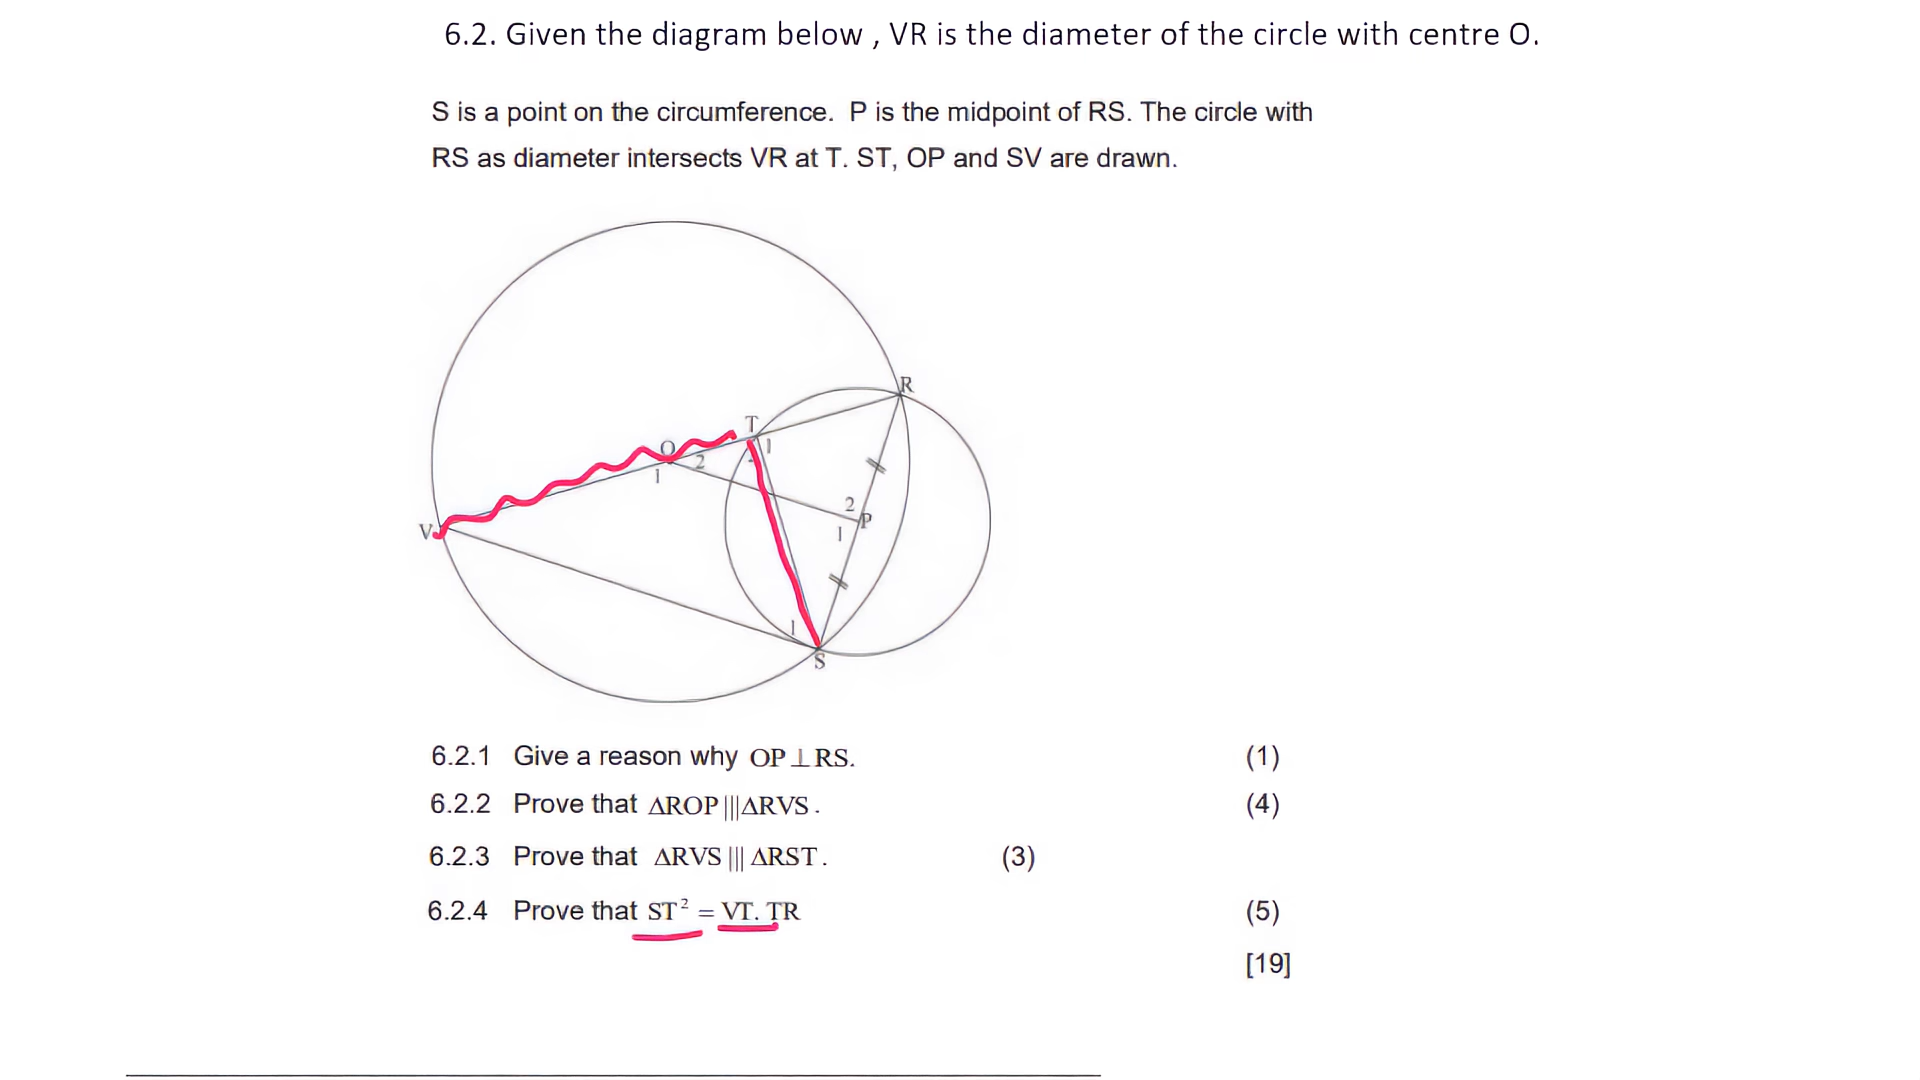 6.2. Given the diagram below , VR is the diameter of the circle with centre O.
S is a point on the circumference. P is the midpoint of RS. The circle with
RS as diameter intersects VR at T. ST, OP and SV are drawn.
R
T
1
O
2
1
2
P
1
V
1
S
6.2.1 Give a reason why OP ⊥ RS. (1)
6.2.2 Prove that ΔROP ||| ΔRVS . (4)
6.2.3 Prove that ΔRVS ||| ΔRST . (3)
6.2.4 Prove that ST² = VT. TR (5)
[19]